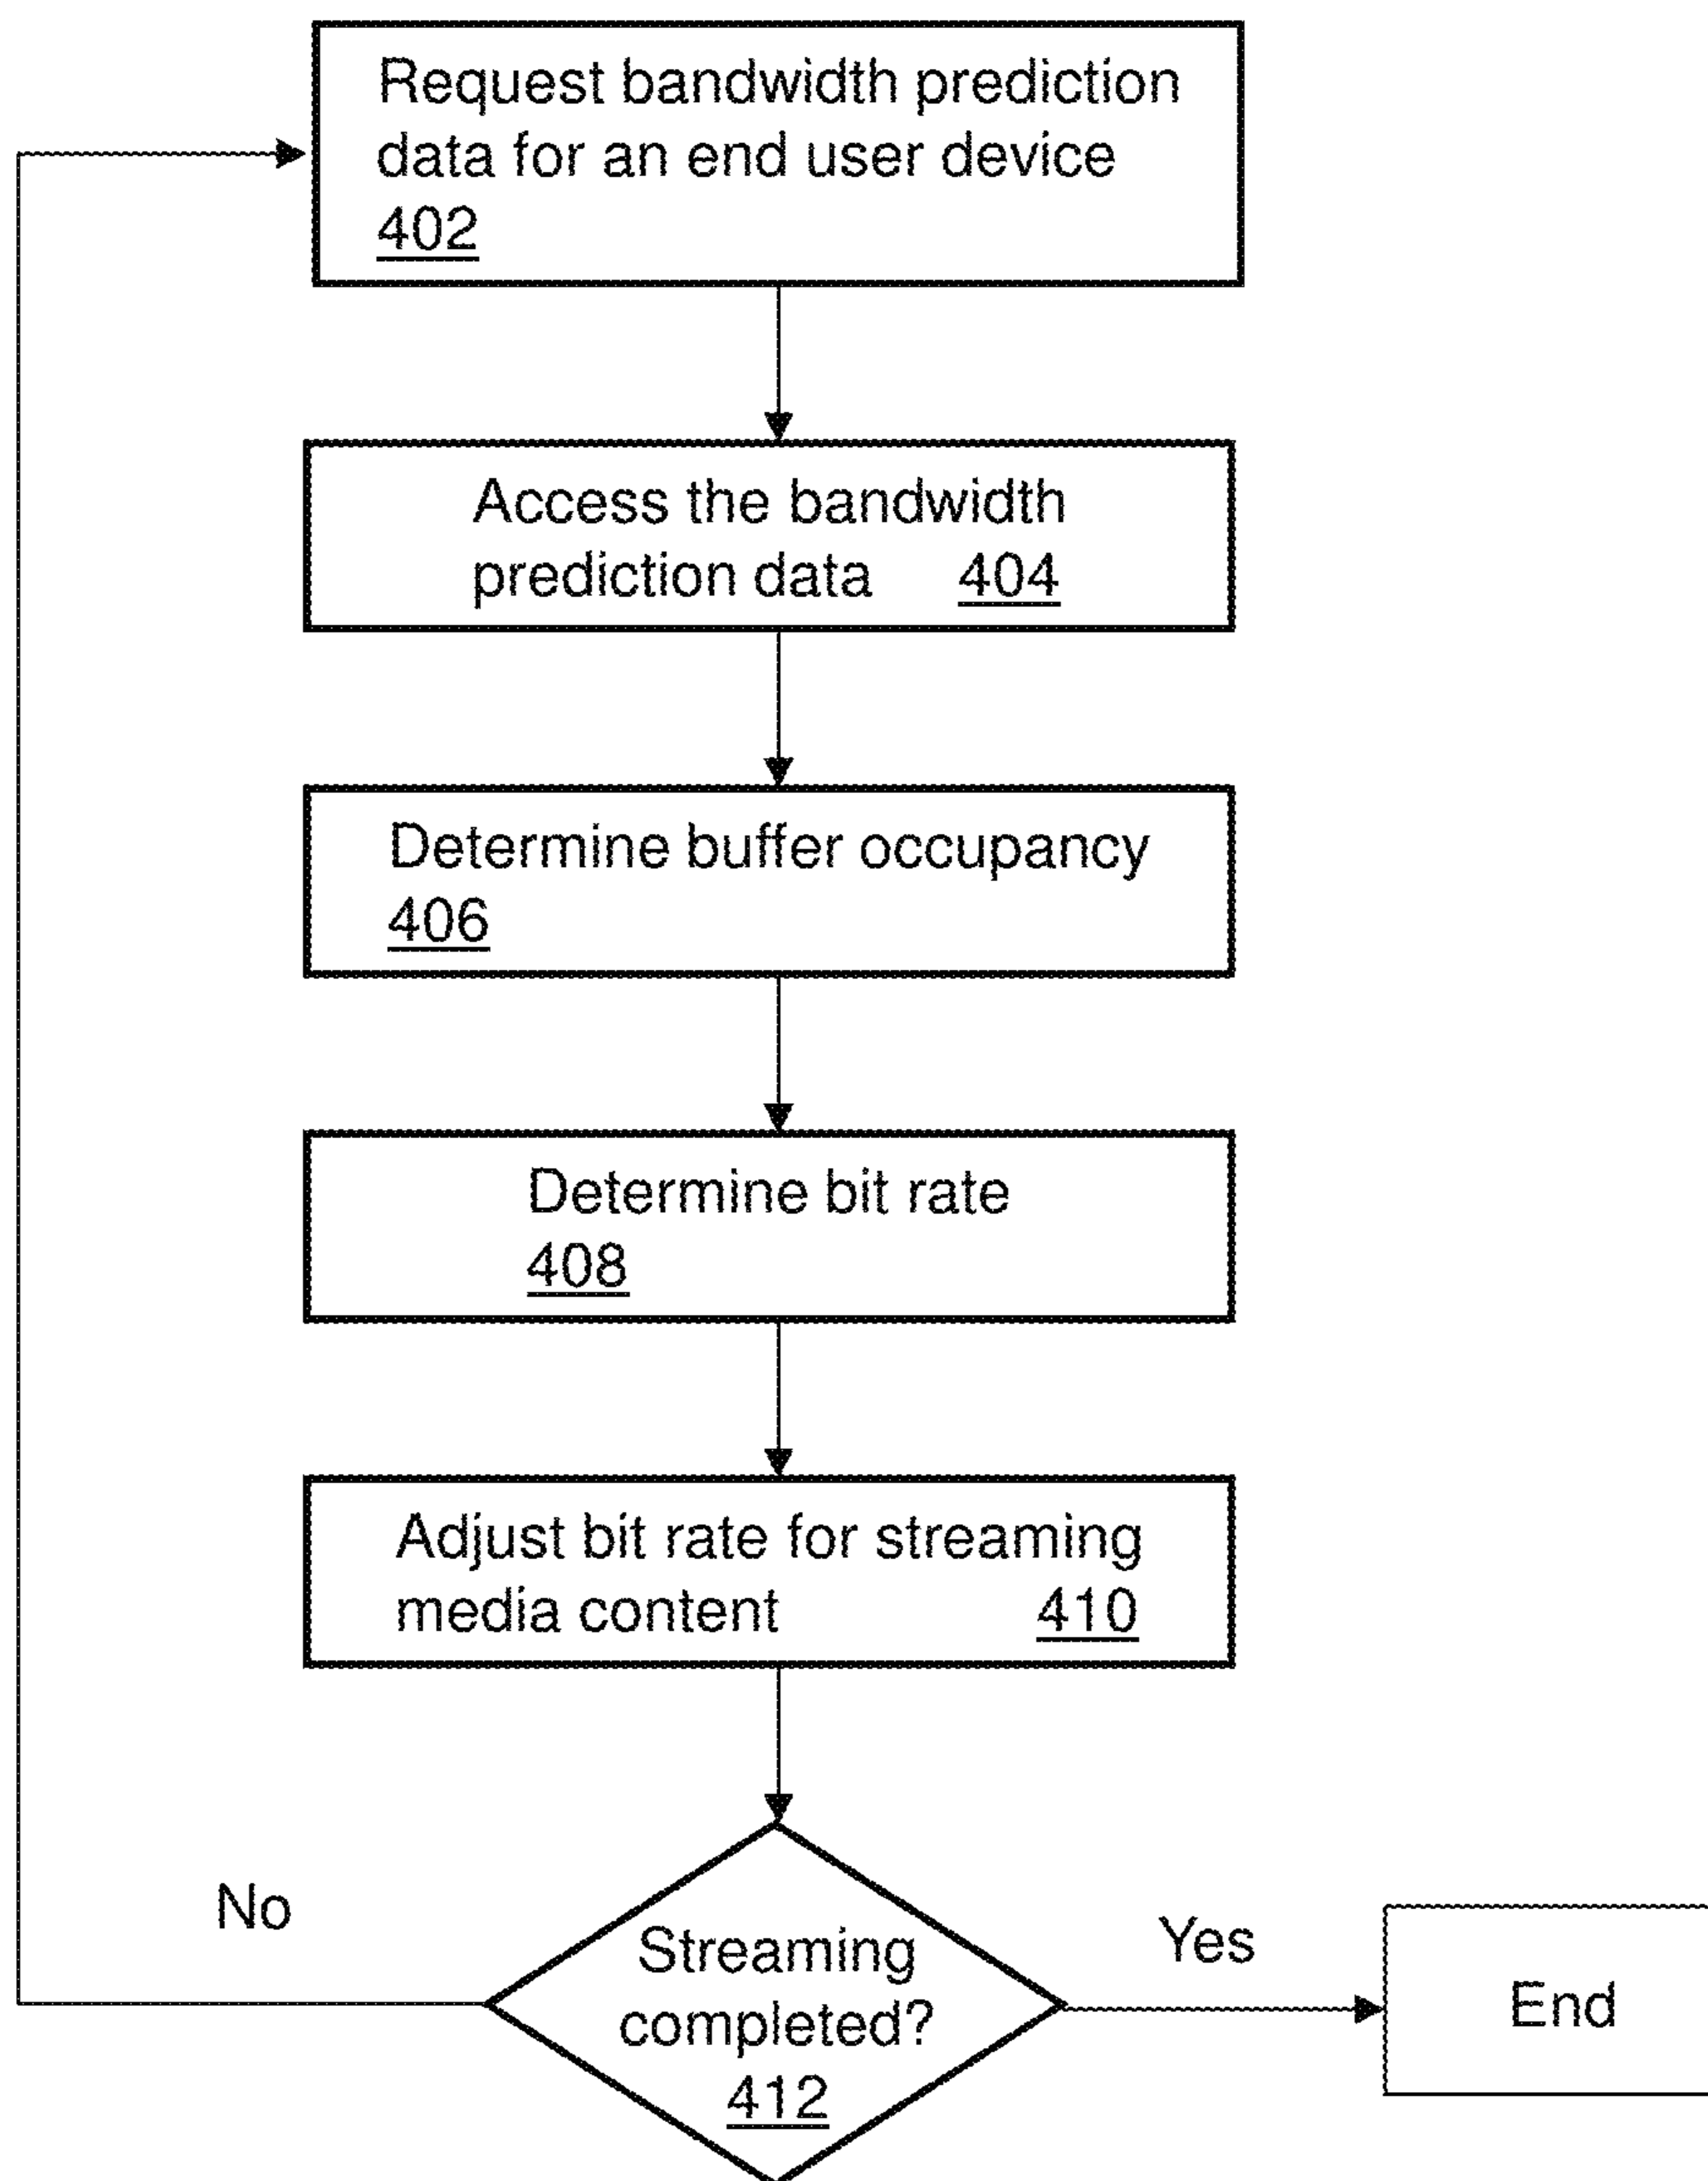 Request bandwidth prediction
data for an end user device
402
Access the bandwidth
prediction data 404
Determine buffer occupancy
406
Determine bit rate
408
Adjust bit rate for streaming
media content 410
No
Streaming
completed?
412
Yes
End